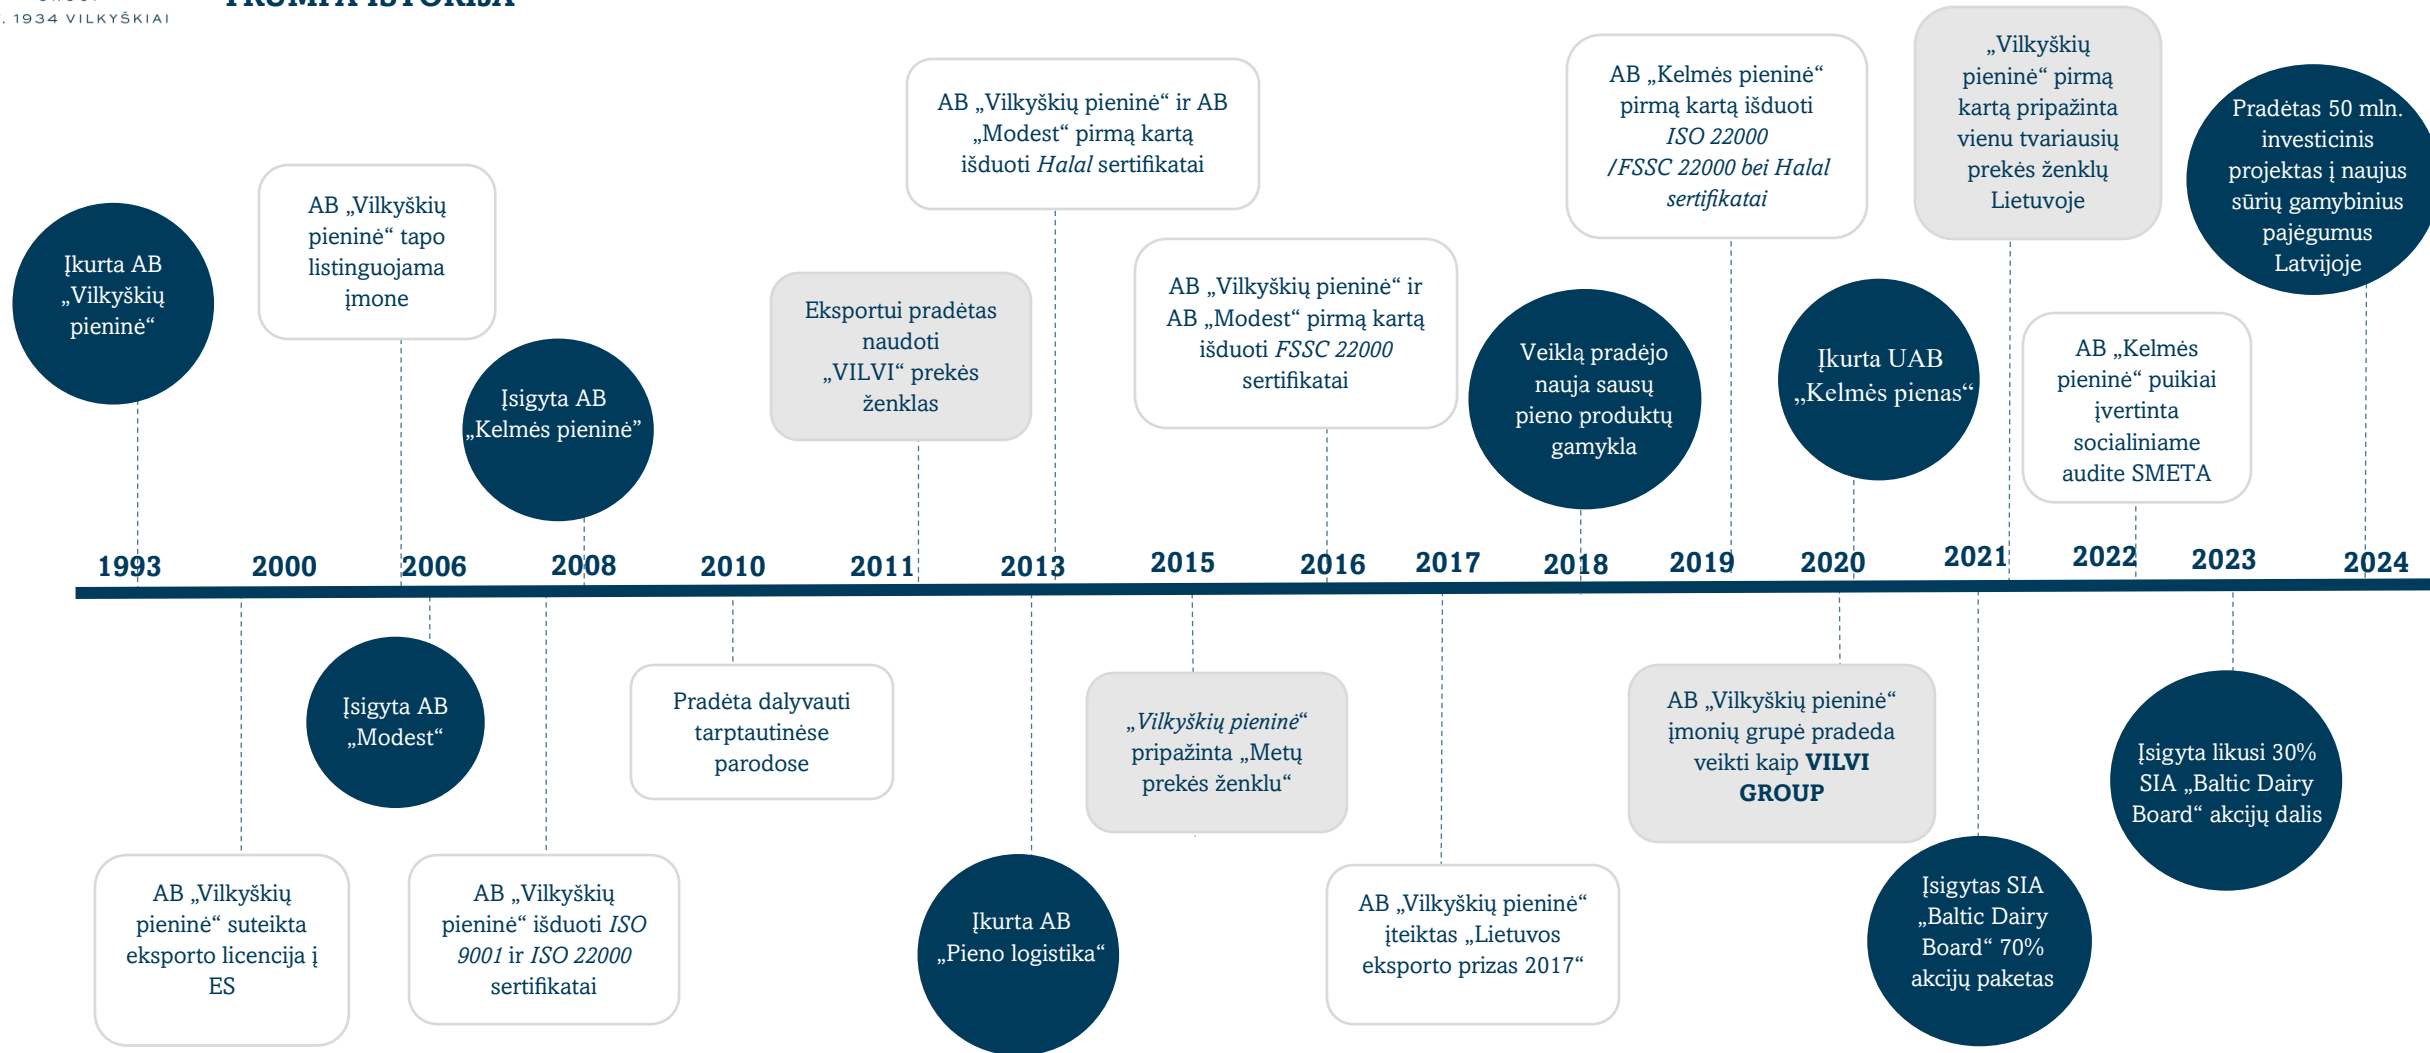 . 1934 VILKYŠKIAI
TRUMPA ISTORIJA
Įkurta AB
„Vilkyškių
pieninė“
AB „Vilkyškių
pieninė“ tapo
listinguojama
įmone
Įsigyta AB
„Kelmės pieninė”
Eksportui pradėtas
naudoti
„VILVI“ prekės
ženklas
AB „Vilkyškių pieninė“ ir AB
„Modest“ pirmą kartą
išduoti Halal sertifikatai
AB „Vilkyškių pieninė“ ir
AB „Modest“ pirmą kartą
išduoti FSSC 22000
sertifikatai
Veiklą pradėjo
nauja sausų
pieno produktų
gamykla
AB „Kelmės pieninė“
pirmą kartą išduoti
ISO 22000
/FSSC 22000 bei Halal
sertifikatai
Įkurta UAB
„Kelmės pienas“
„Vilkyškių
pieninė“ pirmą
kartą pripažinta
vienu tvariausių
prekės ženklų
Lietuvoje
AB „Kelmės
pieninė“ puikiai
įvertinta
socialiniame
audite SMETA
Pradėtas 50 mln.
investicinis
projektas į naujus
sūrių gamybinius
pajėgumus
Latvijoje
1993 2000 2006 2008 2010 2011 2013 2015 2016 2017 2018 2019 2020 2021 2022 2023 2024
AB „Vilkyškių
pieninė“ suteikta
eksporto licencija į
ES
Įsigyta AB
„Modest“
AB „Vilkyškių
pieninė“ išduoti ISO
9001 ir ISO 22000
sertifikatai
Pradėta dalyvauti
tarptautinėse
parodose
Įkurta AB
„Pieno logistika“
„Vilkyškių pieninė“
pripažinta „Metų
prekės ženklu“
AB „Vilkyškių pieninė“
įteiktas „Lietuvos
eksporto prizas 2017“
AB „Vilkyškių pieninė“
įmonių grupė pradeda
veikti kaip VILVI
GROUP
Įsigytas SIA
„Baltic Dairy
Board“ 70%
akcijų paketas
Įsigyta likusi 30%
SIA „Baltic Dairy
Board“ akcijų dalis